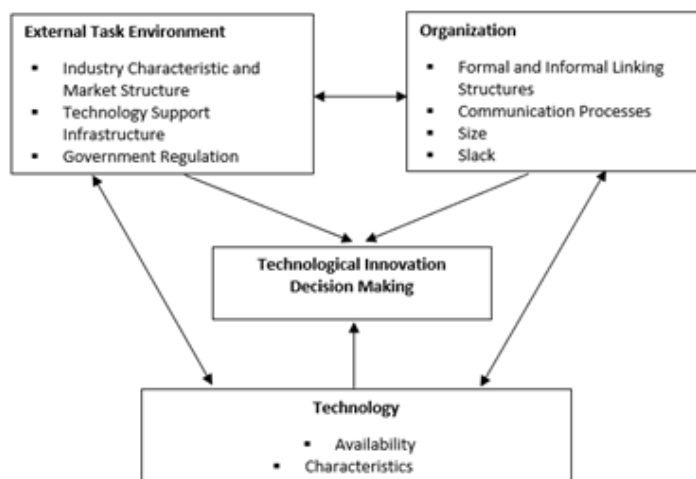 External Task Environment
Industry Characteristic and
Market Structure
Technology Support
Infrastructure
Government Regulation
Organization
Formal and Informal Linking
Structures
Communication Processes
Size
Slack
Technological Innovation
Decision Making
Technology
Availability
Characteristics